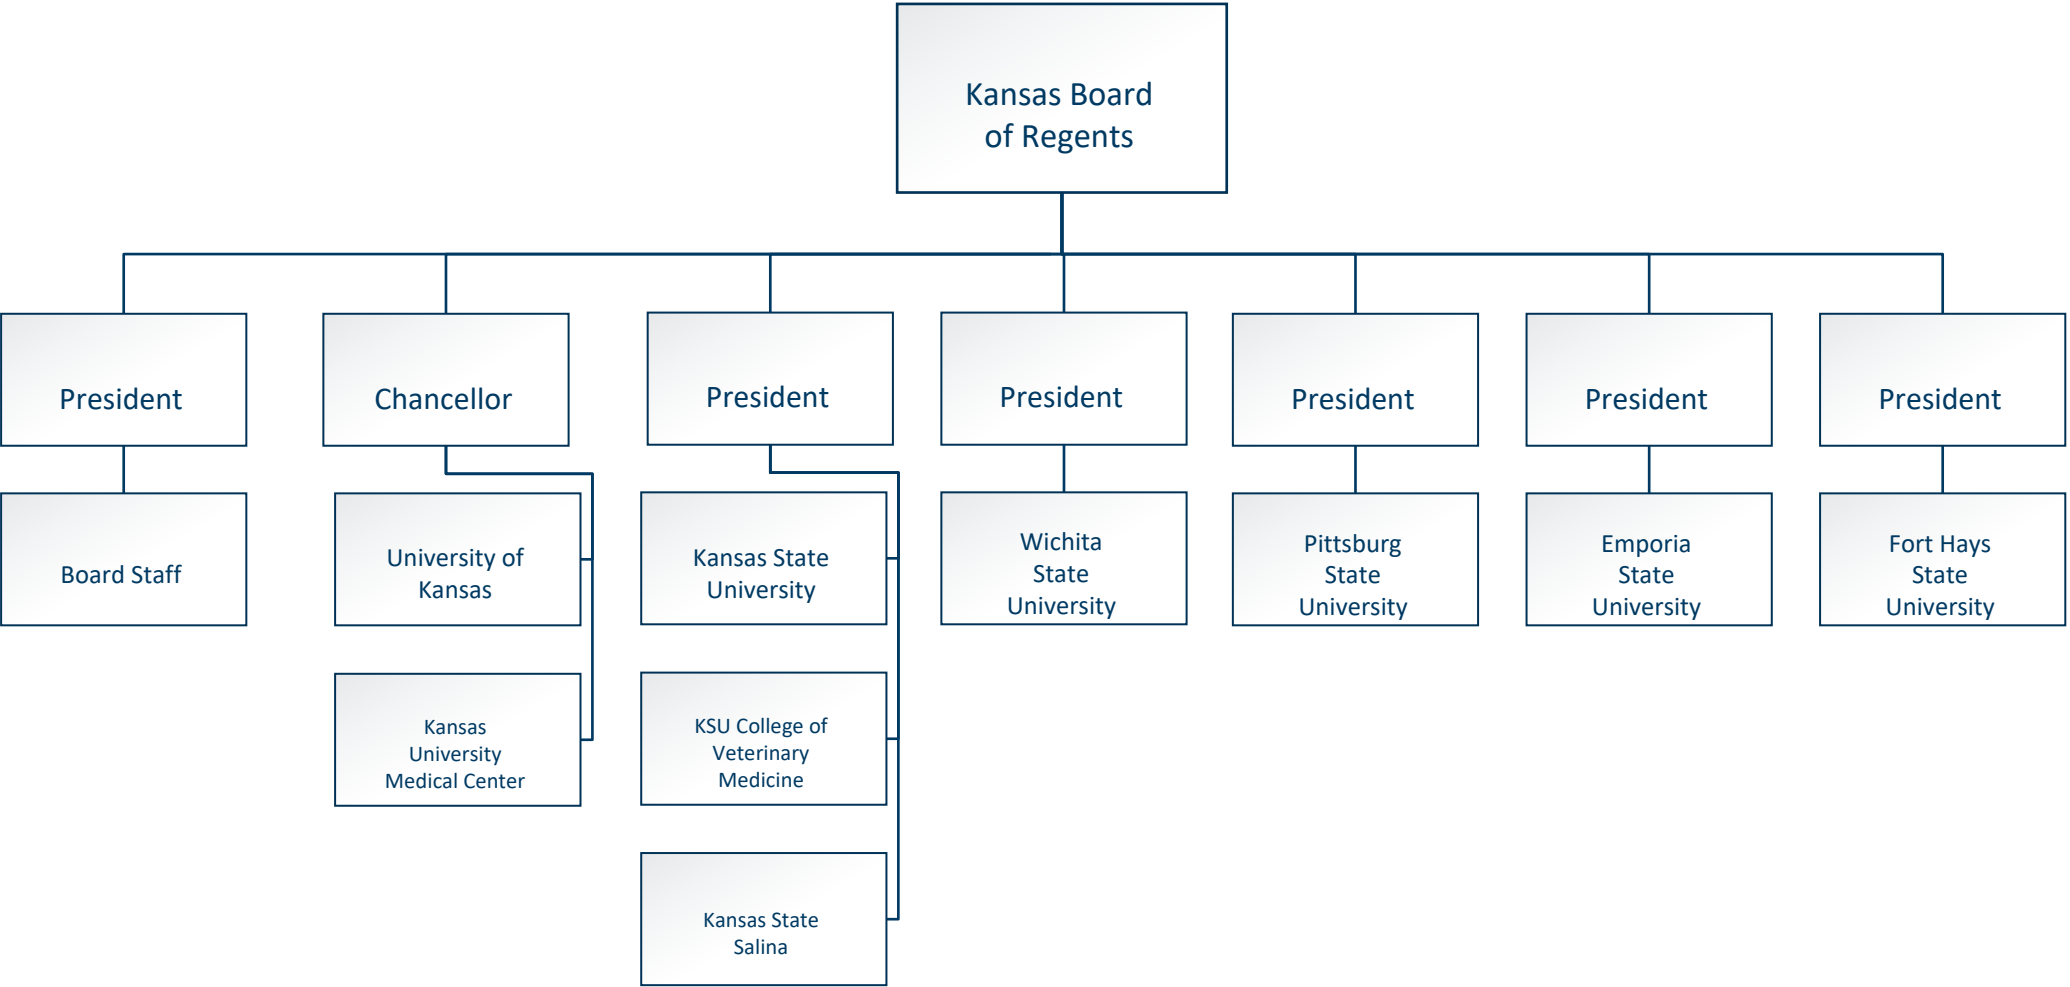 Kansas Board
of Regents
President
Chancellor
President
President
President
President
President
Board Staff
University of
Kansas
Kansas State
University
Wichita
State
University
Pittsburg
State
University
Emporia
State
University
Fort Hays
State
University
Kansas
University
Medical Center
KSU College of
Veterinary
Medicine
Kansas State
Salina